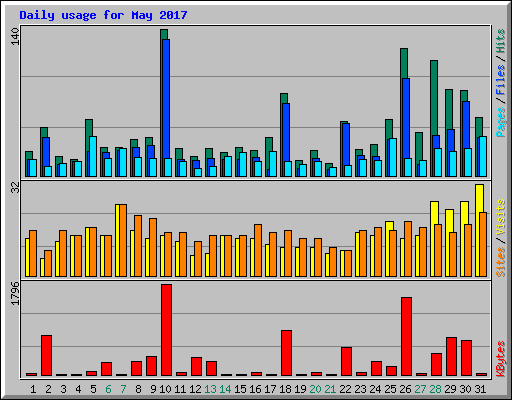 Daily usage for May 2017
140
Pages / Files / Hits
32
Sites / Visits
1796
KBytes
1 2 3 4 5 6 7 8 9 10 11 12 13 14 15 16 17 18 19 20 21 22 23 24 25 26 27 28 29 30 31